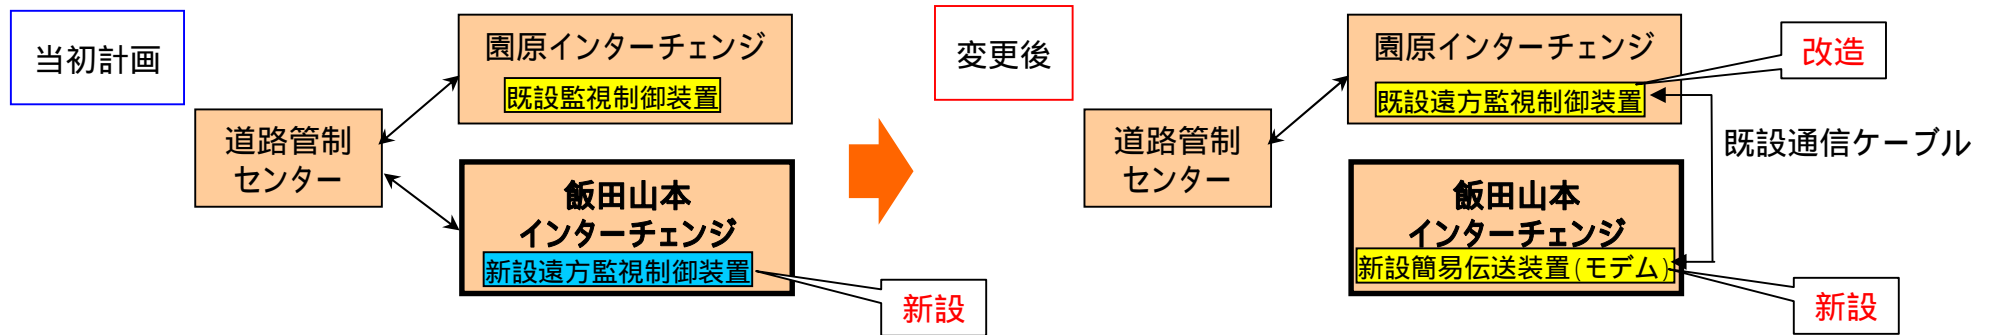 当初計画
園原インターチェンジ
既設監視制御装置
道路管制
センター
飯田山本
インターチェンジ
新設遠方監視制御装置
新設
変更後
園原インターチェンジ
既設遠方監視制御装置
改造
道路管制
センター
既設通信ケーブル
飯田山本
インターチェンジ
新設簡易伝送装置(モデム)
新設